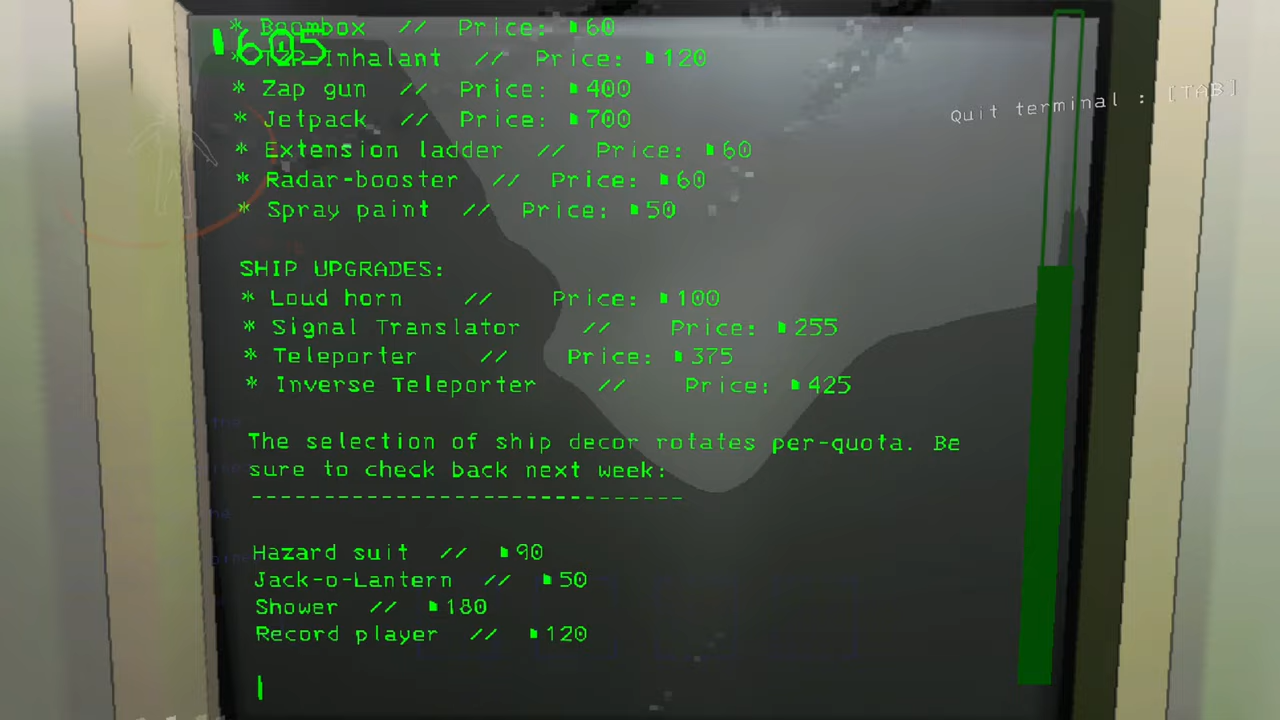 * Boombox // Price: ▮60
▮605
* TZP-Inhalant // Price: ▮120
* Zap gun // Price: ▮400
* Jetpack // Price: ▮700
Quit terminal : [TAB]
* Extension ladder // Price: ▮60
* Radar-booster // Price: ▮60
* Spray paint // Price: ▮50
SHIP UPGRADES:
* Loud horn // Price: ▮100
* Signal Translator // Price: ▮255
* Teleporter // Price: ▮375
* Inverse Teleporter // Price: ▮425
The selection of ship decor rotates per-quota. Be
sure to check back next week:
------------------------------
Hazard suit // ▮90
Jack-o-Lantern // ▮50
Shower // ▮180
Record player // ▮120